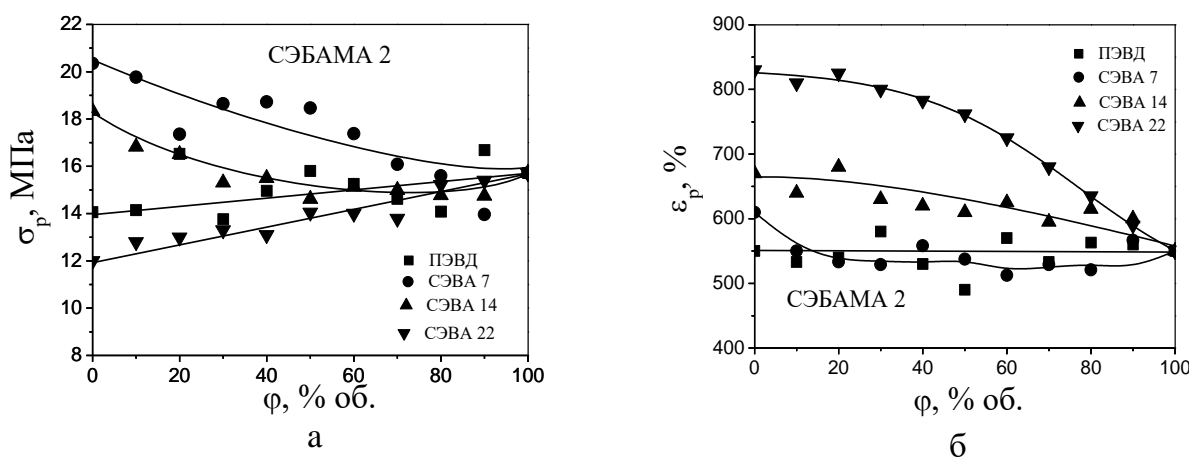 22
20
18
16
14
12
10
8
0
20
40
60
80
100
σр, МПа
φ, % об.
СЭБАМА 2
ПЭВД
СЭВА 7
СЭВА 14
СЭВА 22
а
900
800
700
600
500
400
0
20
40
60
80
100
εр, %
φ, % об.
ПЭВД
СЭВА 7
СЭВА 14
СЭВА 22
СЭБАМА 2
б